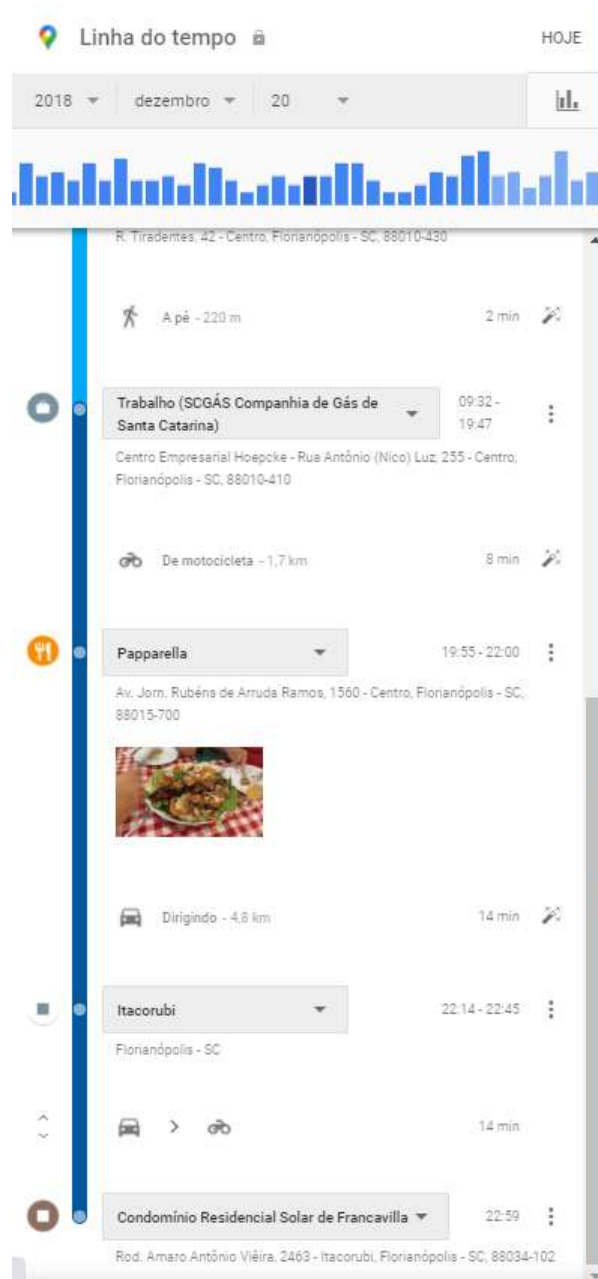 Linha do tempo
HOJE
2018
dezembro
20
R. Tiradentes, 42 - Centro, Florianópolis - SC, 88010-430
A pé - 220 m
2 min
Trabalho (SCGÁS Companhia de Gás de
Santa Catarina)
09:32 -
19:47
Centro Empresarial Hoepcke - Rua Antônio (Nico) Luz, 255 - Centro,
Florianópolis - SC, 88010-410
De motocicleta - 1,7 km
8 min
Papparella
19:55 - 22:00
Av. Jorn. Rubéns de Arruda Ramos, 1560 - Centro, Florianópolis - SC,
88015-700
Dirigindo - 4,8 km
14 min
Itacorubi
22:14 - 22:45
Florianópolis - SC
14 min
Condomínio Residencial Solar de Francavilla
22:59
Rod. Amaro Antônio Viêira, 2463 - Itacorubi, Florianópolis - SC, 88034-102